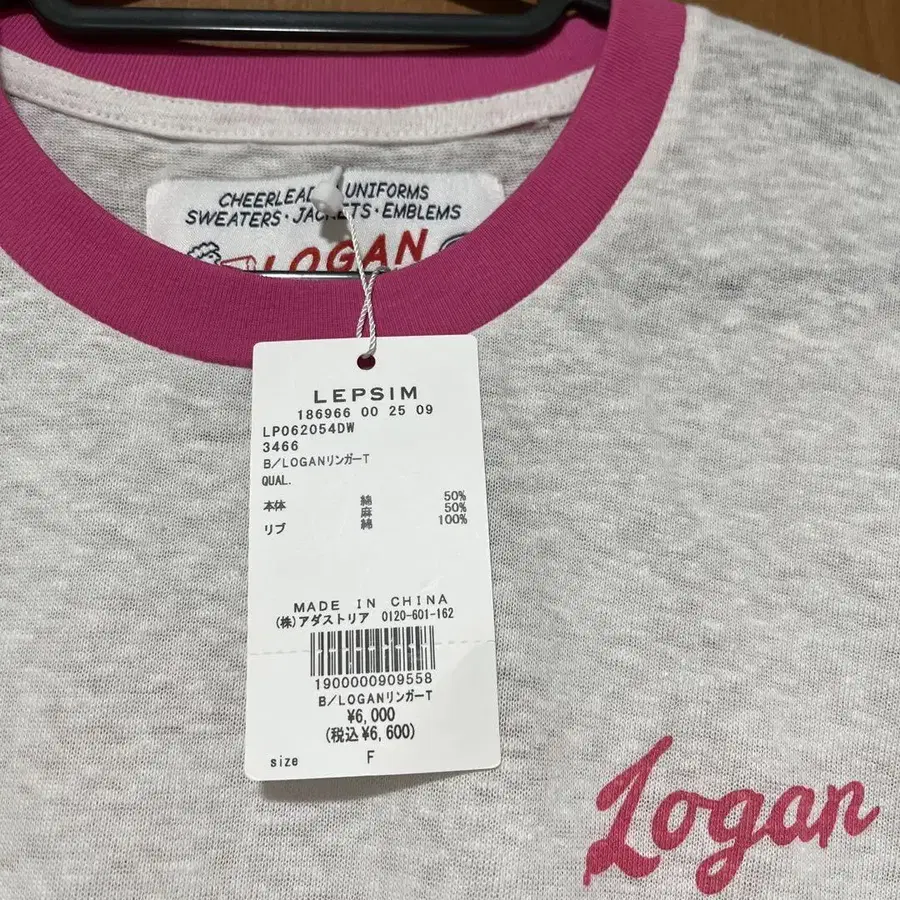 CHEERLEAD UNIFORMS
SWEATERS · JACKETS · EMBLEMS
LOGAN
LEPSIM
186966 00 25 09
LP062054DW
3466
B/LOGANリンガーT
QUAL.
本体 綿 50%
麻 50%
リブ 綿 100%
MADE IN CHINA
(株)アダストリア 0120-601-162
1900000909558
B/LOGANリンガーT
¥6,000
(税込¥6,600)
size F
Logan